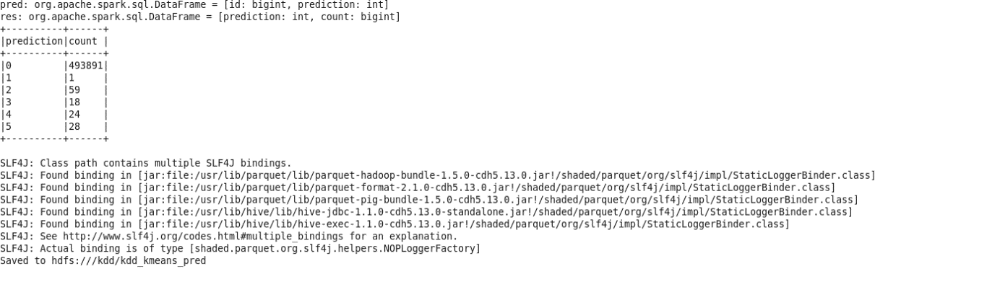 pred: org.apache.spark.sql.DataFrame = [id: bigint, prediction: int]
res: org.apache.spark.sql.DataFrame = [prediction: int, count: bigint]
+----------+------+
|prediction|count |
+----------+------+
|0         |493891|
|1         |1     |
|2         |59    |
|3         |18    |
|4         |24    |
|5         |28    |
+----------+------+
SLF4J: Class path contains multiple SLF4J bindings.
SLF4J: Found binding in [jar:file:/usr/lib/parquet/lib/parquet-hadoop-bundle-1.5.0-cdh5.13.0.jar!/shaded/parquet/org/slf4j/impl/StaticLoggerBinder.class]
SLF4J: Found binding in [jar:file:/usr/lib/parquet/lib/parquet-format-2.1.0-cdh5.13.0.jar!/shaded/parquet/org/slf4j/impl/StaticLoggerBinder.class]
SLF4J: Found binding in [jar:file:/usr/lib/parquet/lib/parquet-pig-bundle-1.5.0-cdh5.13.0.jar!/shaded/parquet/org/slf4j/impl/StaticLoggerBinder.class]
SLF4J: Found binding in [jar:file:/usr/lib/hive/lib/hive-jdbc-1.1.0-cdh5.13.0-standalone.jar!/shaded/parquet/org/slf4j/impl/StaticLoggerBinder.class]
SLF4J: Found binding in [jar:file:/usr/lib/hive/lib/hive-exec-1.1.0-cdh5.13.0.jar!/shaded/parquet/org/slf4j/impl/StaticLoggerBinder.class]
SLF4J: See http://www.slf4j.org/codes.html#multiple_bindings for an explanation.
SLF4J: Actual binding is of type [shaded.parquet.org.slf4j.helpers.NOPLoggerFactory]
Saved to hdfs:///kdd/kdd_kmeans_pred